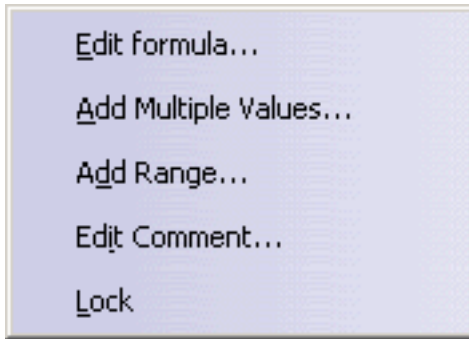 Edit formula...
Add Multiple Values...
Add Range...
Edit Comment...
Lock